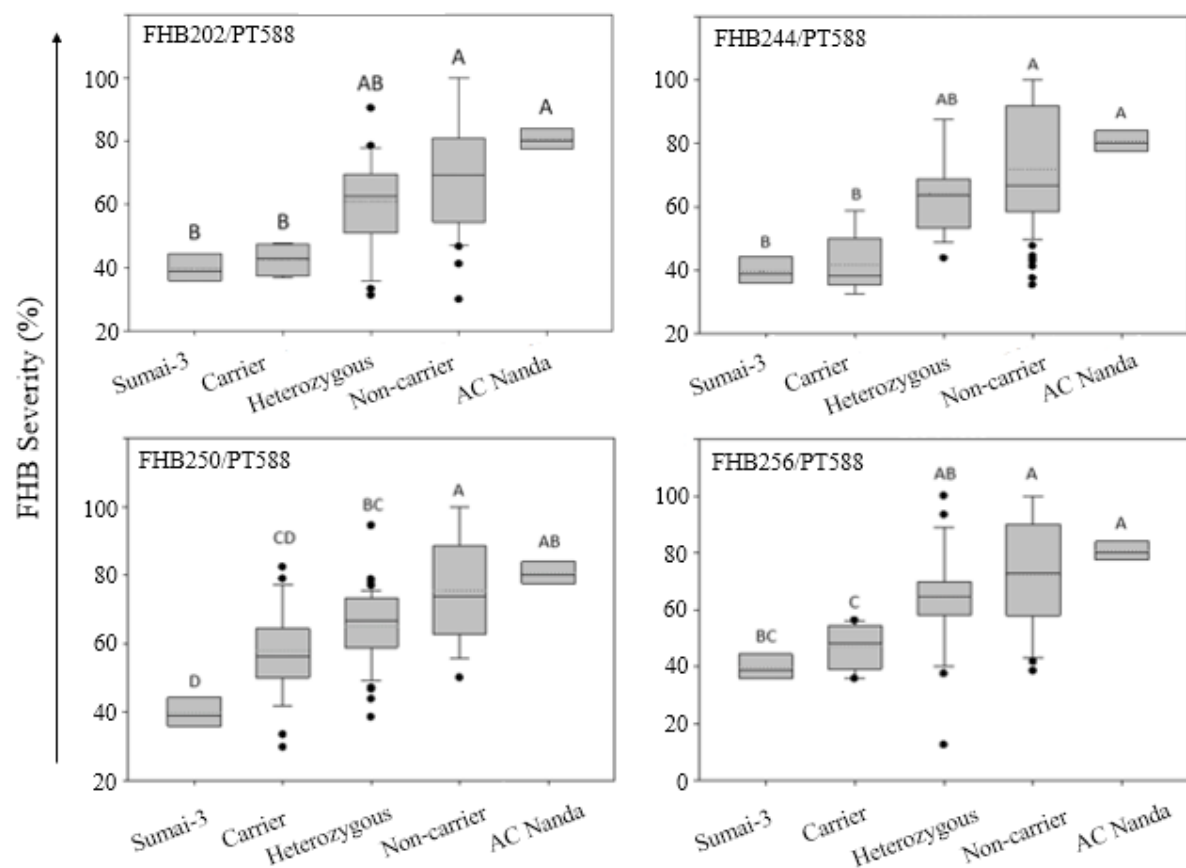 FHB Severity (%)
FHB202/PT588
100
80
60
40
20
B
B
AB
A
A
Sumai-3
Carrier
Heterozygous
Non-carrier
AC Nanda
FHB244/PT588
100
80
60
40
20
B
B
AB
A
A
Sumai-3
Carrier
Heterozygous
Non-carrier
AC Nanda
FHB250/PT588
100
80
60
40
20
D
CD
BC
A
AB
Sumai-3
Carrier
Heterozygous
Non-carrier
AC Nanda
FHB256/PT588
100
80
60
40
20
0
BC
C
AB
A
A
Sumai-3
Carrier
Heterozygous
Non-carrier
AC Nanda